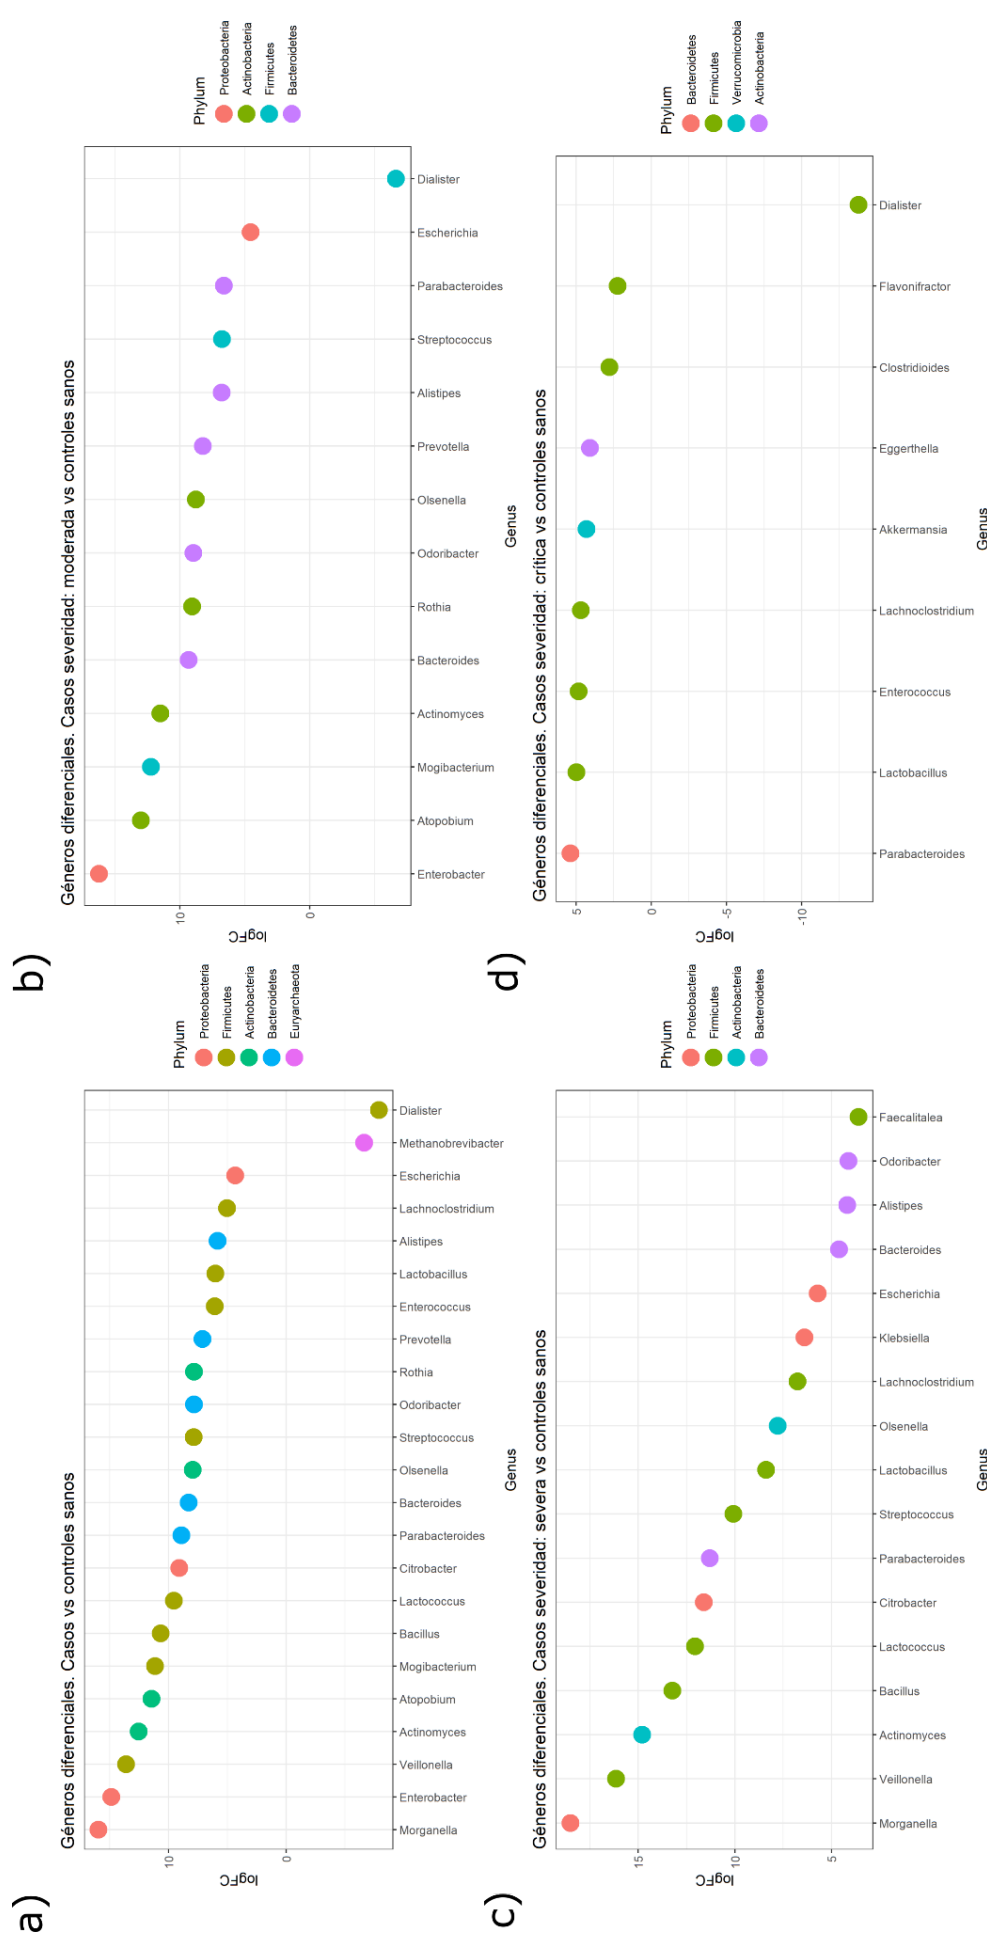 a)
Géneros diferenciales. Casos vs controles sanos
logFC
10
0
Morganella
Enterobacter
Veillonella
Actinomyces
Atopobium
Mogibacterium
Bacillus
Lactococcus
Citrobacter
Parabacteroides
Bacteroides
Olsenella
Streptococcus
Odoribacter
Rothia
Prevotella
Enterococcus
Lactobacillus
Alistipes
Lachnoclostridium
Escherichia
Methanobrevibacter
Dialister
Genus
Phylum
Proteobacteria
Firmicutes
Actinobacteria
Bacteroidetes
Euryarchaeota
b)
Géneros diferenciales. Casos severidad: moderada vs controles sanos
logFC
10
0
Enterobacter
Atopobium
Mogibacterium
Actinomyces
Bacteroides
Rothia
Odoribacter
Olsenella
Prevotella
Alistipes
Streptococcus
Parabacteroides
Escherichia
Dialister
Genus
Phylum
Proteobacteria
Actinobacteria
Firmicutes
Bacteroidetes
c)
Géneros diferenciales. Casos severidad: severa vs controles sanos
logFC
15
10
5
Morganella
Veillonella
Actinomyces
Bacillus
Lactococcus
Citrobacter
Parabacteroides
Streptococcus
Lactobacillus
Olsenella
Lachnoclostridium
Klebsiella
Escherichia
Bacteroides
Alistipes
Odoribacter
Faecalitalea
Genus
Phylum
Proteobacteria
Firmicutes
Actinobacteria
Bacteroidetes
d)
Géneros diferenciales. Casos severidad: crítica vs controles sanos
logFC
5
0
-5
-10
Parabacteroides
Lactobacillus
Enterococcus
Lachnoclostridium
Akkermansia
Eggerthella
Clostridioides
Flavonifractor
Dialister
Genus
Phylum
Bacteroidetes
Firmicutes
Verrucomicrobia
Actinobacteria